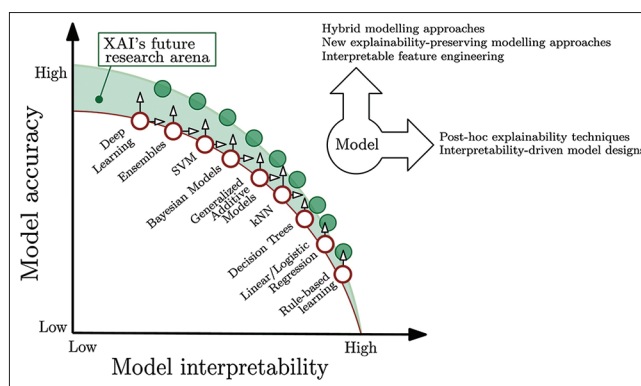 XAI's future
research arena
High
Low
Model accuracy
Deep
Learning
Ensembles
SVM
Bayesian Models
Generalized
Additive
Models
kNN
Decision Trees
Linear/Logistic
Regression
Rule-based
learning
Low
High
Model interpretability
Hybrid modelling approaches
New explainability-preserving modelling approaches
Interpretable feature engineering
Model
Post-hoc explainability techniques
Interpretability-driven model designs